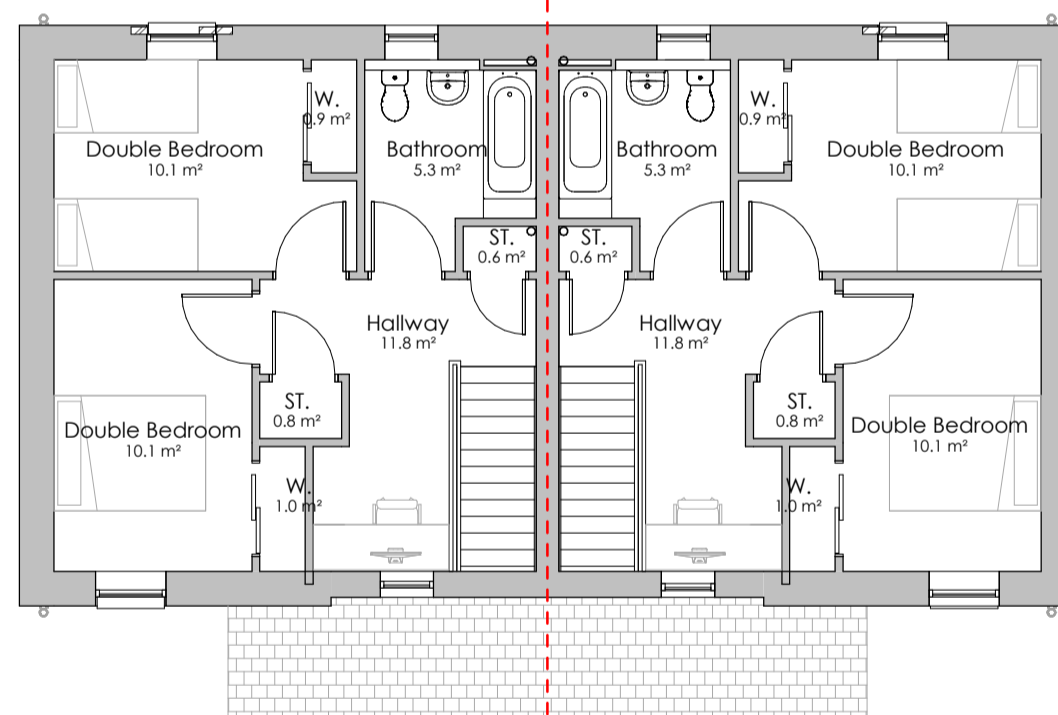 W.
0.9 m²
Double Bedroom
10.1 m²
Bathroom
5.3 m²
Bathroom
5.3 m²
W.
0.9 m²
Double Bedroom
10.1 m²
ST.
0.6 m²
ST.
0.6 m²
Hallway
11.8 m²
Hallway
11.8 m²
Double Bedroom
10.1 m²
ST.
0.8 m²
ST.
0.8 m²
Double Bedroom
10.1 m²
W.
1.0 m²
W.
1.0 m²